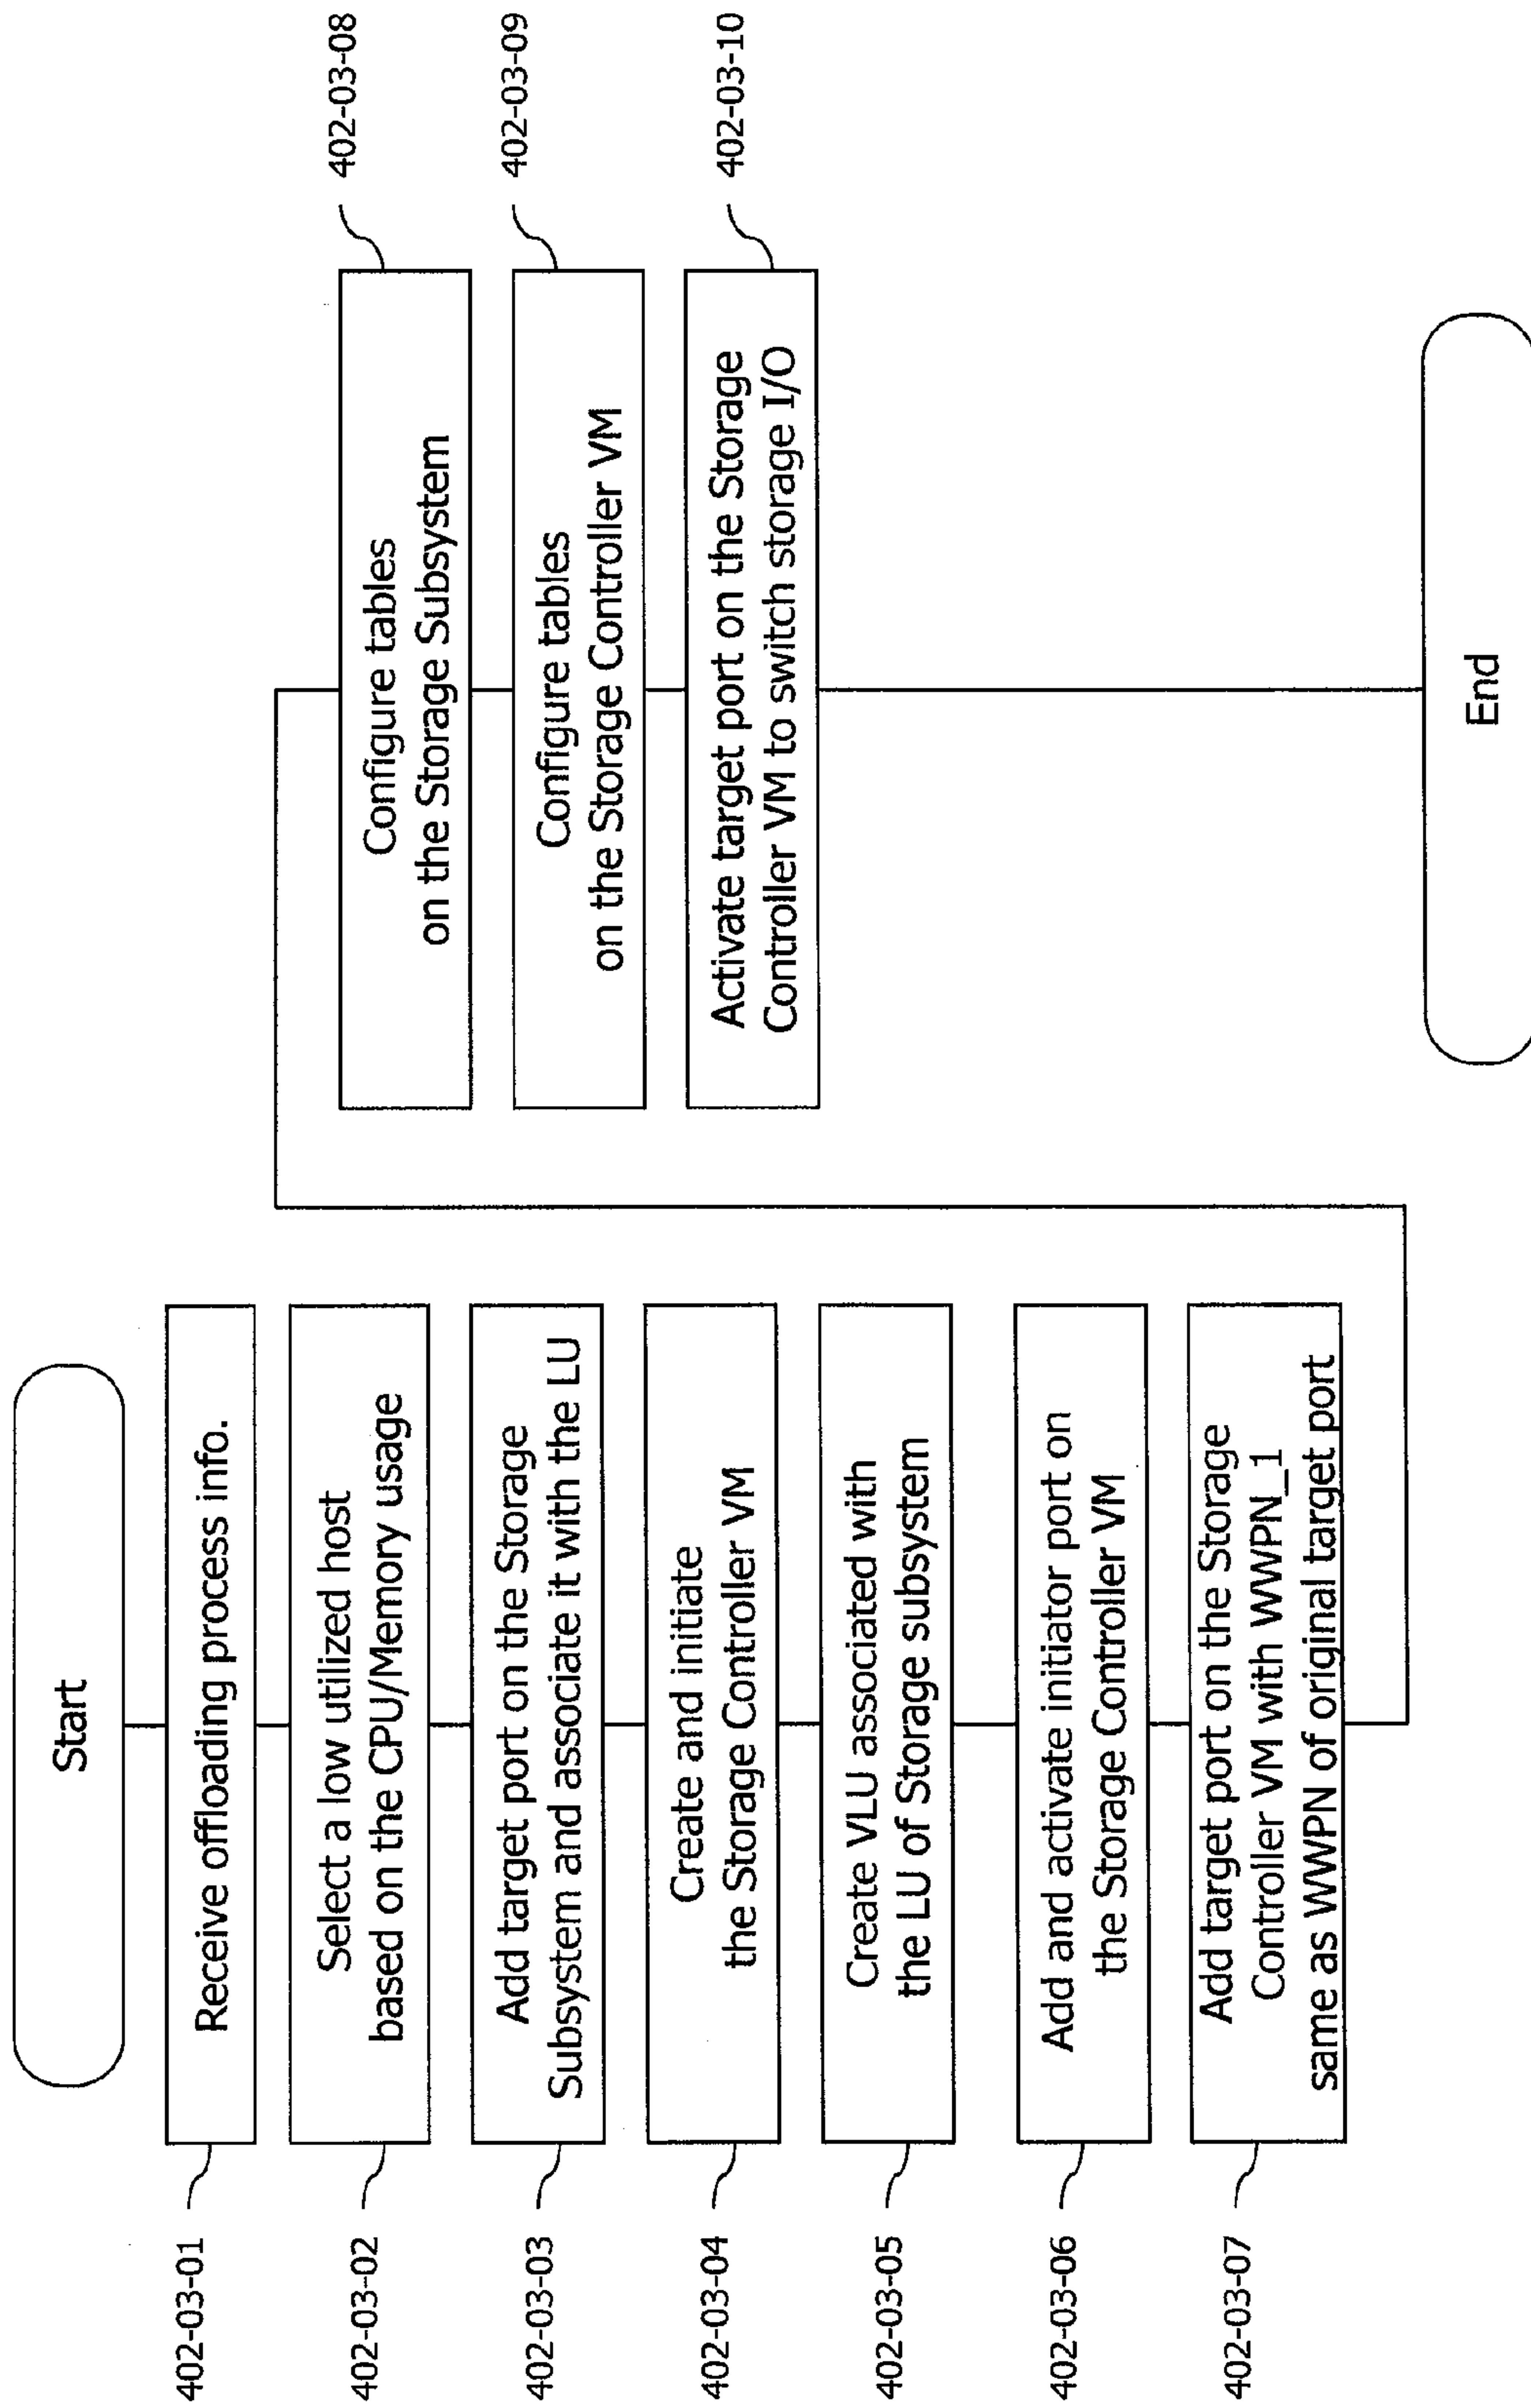 Start
402-03-01
Receive offloading process info.
402-03-02
Select a low utilized host
based on the CPU/Memory usage
402-03-03
Add target port on the Storage
Subsystem and associate it with the LU
402-03-04
Create and initiate
the Storage Controller VM
402-03-05
Create VLU associated with
the LU of Storage subsystem
402-03-06
Add and activate initiator port on
the Storage Controller VM
402-03-07
Add target port on the Storage
Controller VM with WWPN_1
same as WWPN of original target port
Configure tables
on the Storage Subsystem
402-03-08
Configure tables
on the Storage Controller VM
402-03-09
Activate target port on the Storage
Controller VM to switch storage I/O
402-03-10
End